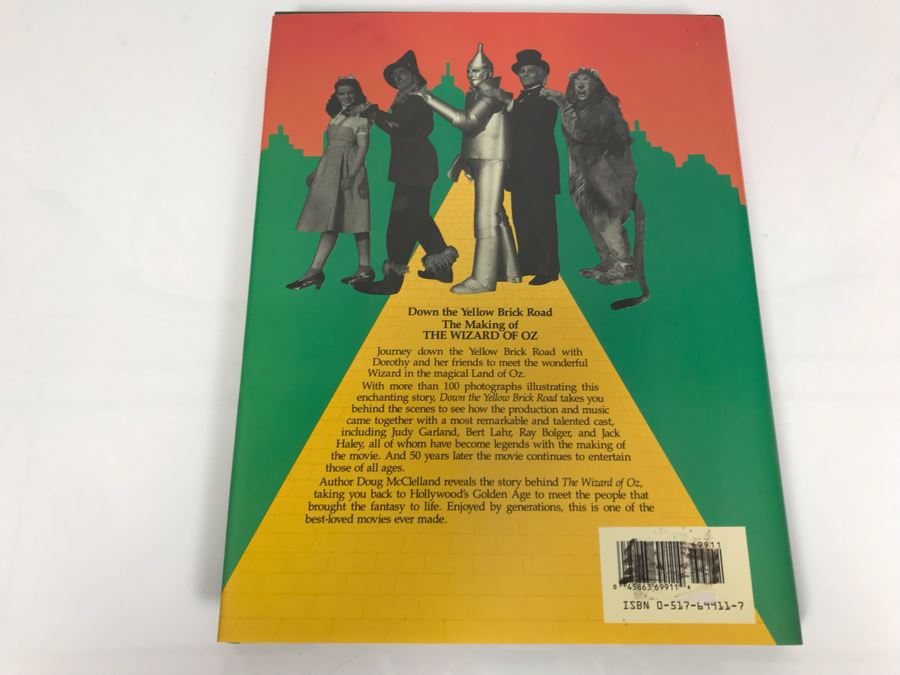 Down the Yellow Brick Road
The Making of
THE WIZARD OF OZ
Journey down the Yellow Brick Road with
Dorothy and her friends to meet the wonderful
Wizard in the magical Land of Oz.
With more than 100 photographs illustrating this
enchanting story, Down the Yellow Brick Road takes you
behind the scenes to see how the production and music
came together with a most remarkable and talented cast,
including Judy Garland, Bert Lahr, Ray Bolger, and Jack
Haley, all of whom have become legends with the making of
the movie. And 50 years later the movie continues to entertain
those of all ages.
Author Doug McClelland reveals the story behind The Wizard of Oz,
taking you back to Hollywood's Golden Age to meet the people that
brought the fantasy to life. Enjoyed by generations, this is one of the
best-loved movies ever made.
69911
0 45863 69911 4
ISBN 0-517-69911-7